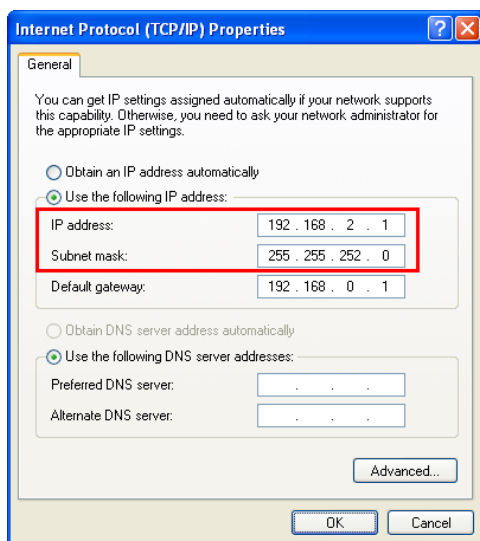 Internet Protocol (TCP/IP) Properties
General
You can get IP settings assigned automatically if your network supports
this capability. Otherwise, you need to ask your network administrator for
the appropriate IP settings.
Obtain an IP address automatically
Use the following IP address:
IP address: 192 . 168 . 2 . 1
Subnet mask: 255 . 255 . 252 . 0
Default gateway: 192 . 168 . 0 . 1
Obtain DNS server address automatically
Use the following DNS server addresses:
Preferred DNS server: . . .
Alternate DNS server: . . .
Advanced...
OK Cancel